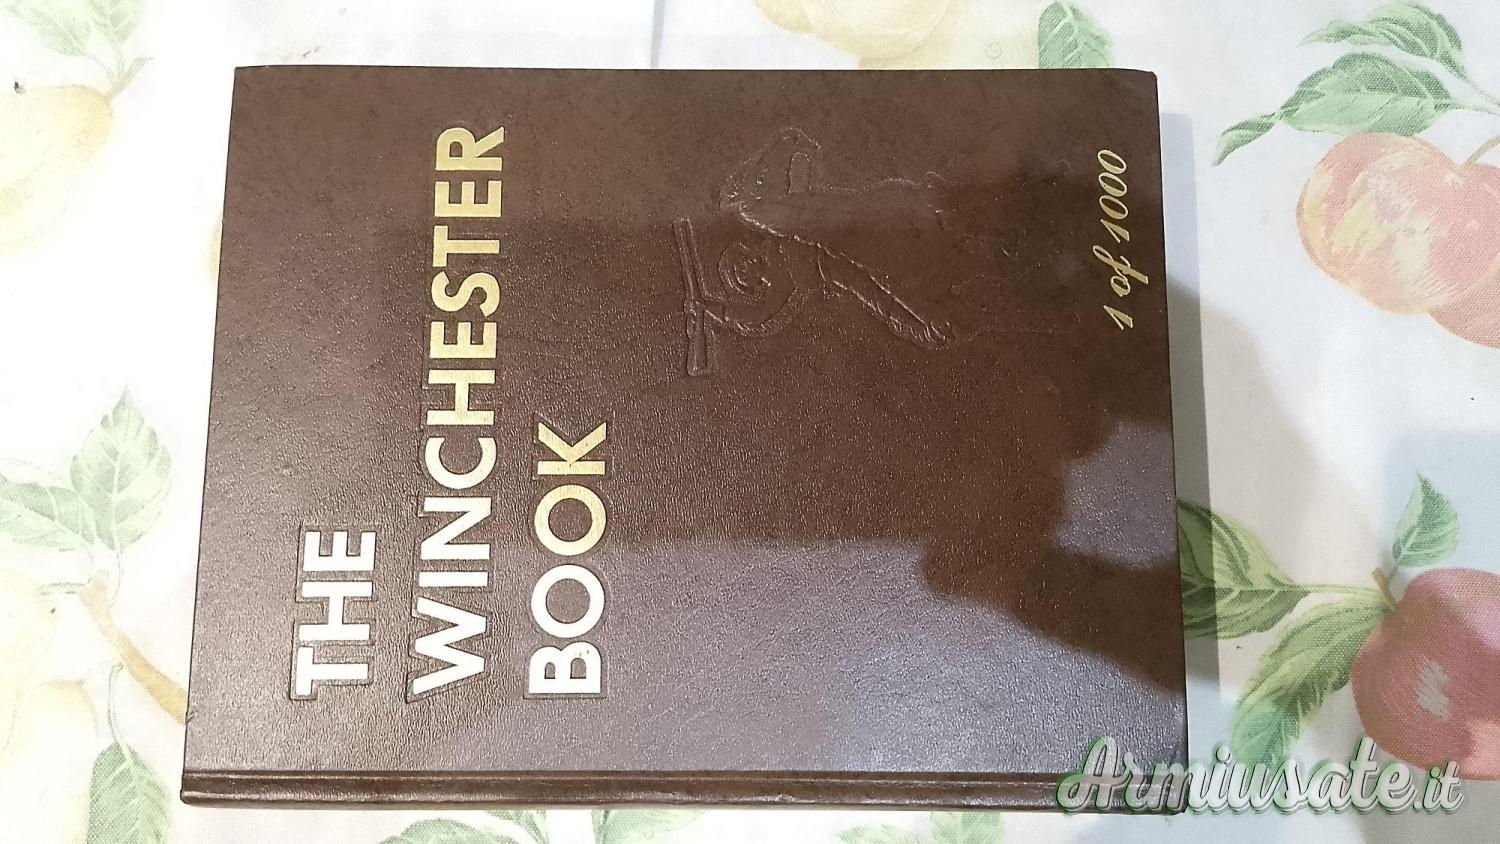 THE
WINCHESTER
BOOK
1 of 1000
Armiusate.it